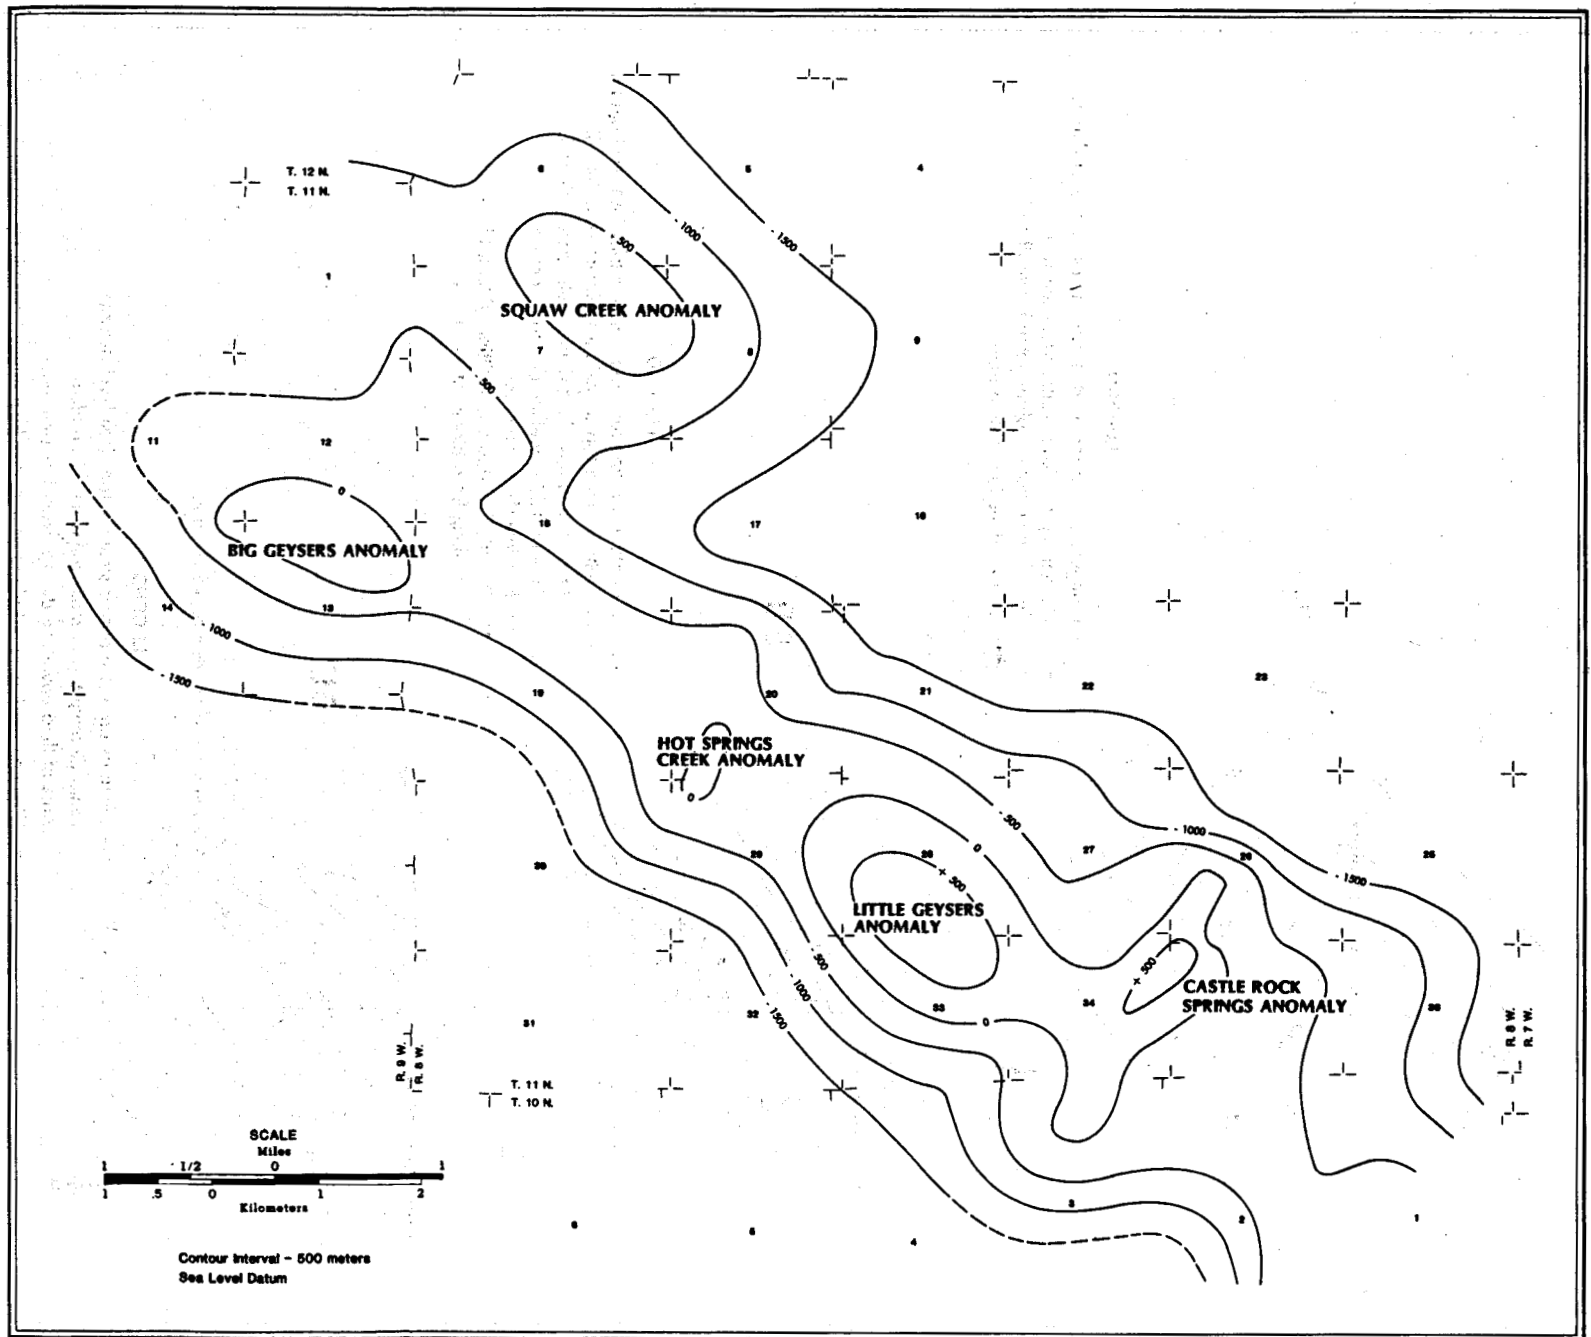 T. 12 N.
T. 11 N.
6
5
4
- 1000
- 500
- 1500
1
SQUAW CREEK ANOMALY
7
8
9
- 500
11
12
0
18
17
16
BIG GEYSERS ANOMALY
14
13
- 1000
- 1500
19
20
21
22
23
HOT SPRINGS
CREEK ANOMALY
0
- 500
- 1000
0
30
29
28
27
26
25
+ 500
- 1500
LITTLE GEYSERS
ANOMALY
- 500
+ 500
- 1000
CASTLE ROCK
SPRINGS ANOMALY
- 1500
31
32
33
0
34
36
R. 9 W.
R. 8 W.
R. 8 W.
R. 7 W.
T. 11 N.
T. 10 N.
SCALE
Miles
1 1/2 0 1
1 .5 0 1 2
Kilometers
6
5
4
3
2
1
Contour Interval - 500 meters
Sea Level Datum